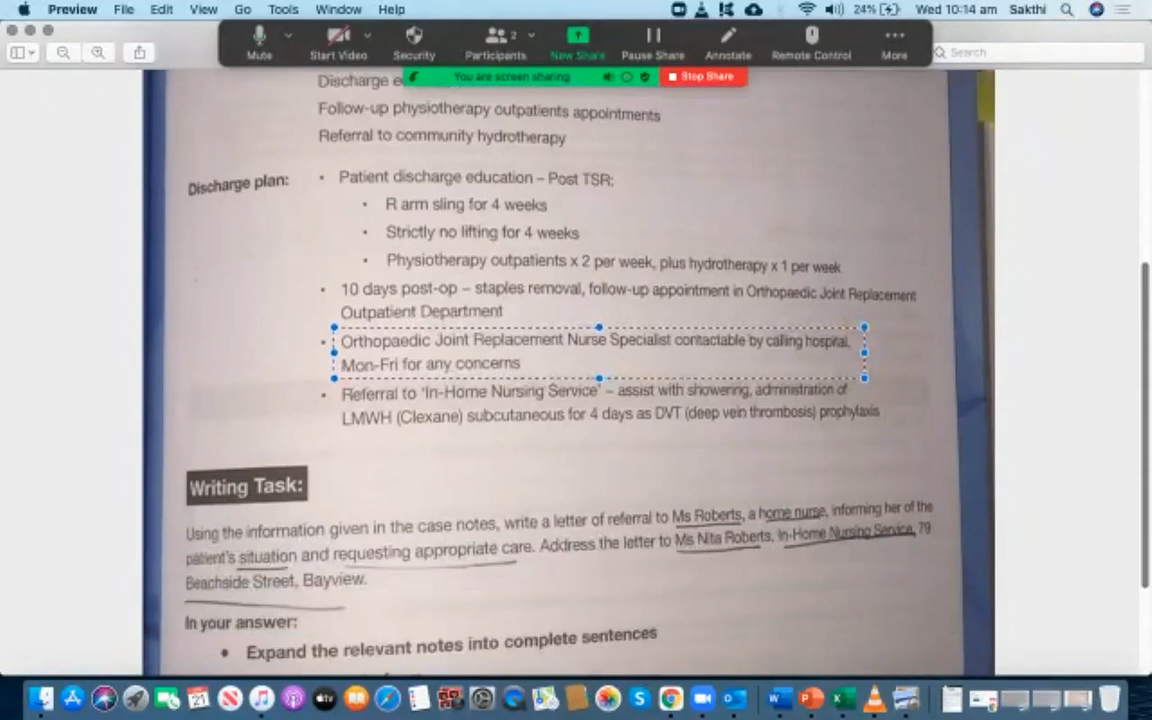 Preview File Edit View Go Tools Window Help
24% Wed 10:14 am Sakthi
Mute Start Video Security Participants 2 New Share Pause Share Annotate Remote Control More
Search
You are screen sharing Stop Share
Discharge
Follow-up physiotherapy outpatients appointments
Referral to community hydrotherapy
Discharge plan: • Patient discharge education – Post TSR:
• R arm sling for 4 weeks
• Strictly no lifting for 4 weeks
• Physiotherapy outpatients x 2 per week, plus hydrotherapy x 1 per week
• 10 days post-op – staples removal, follow-up appointment in Orthopaedic Joint Replacement
Outpatient Department
• Orthopaedic Joint Replacement Nurse Specialist contactable by calling hospital,
Mon-Fri for any concerns
• Referral to 'In-Home Nursing Service' – assist with showering, administration of
LMWH (Clexane) subcutaneous for 4 days as DVT (deep vein thrombosis) prophylaxis
Writing Task:
Using the information given in the case notes, write a letter of referral to Ms Roberts, a home nurse, informing her of the
patient's situation and requesting appropriate care. Address the letter to Ms Nita Roberts, In-Home Nursing Service, 79
Beachside Street, Bayview.
In your answer:
• Expand the relevant notes into complete sentences